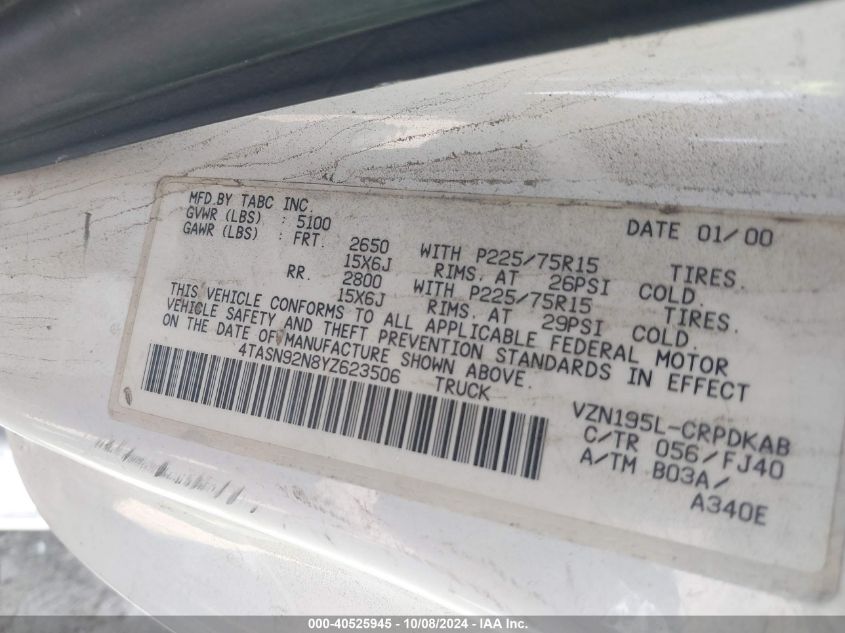 MFD.BY TABC INC.
DATE 01/00
GVWR (LBS) : 5100
GAWR (LBS) : FRT. 2650 WITH P225/75R15 TIRES.
15X6J RIMS. AT 26PSI COLD.
RR. 2800 WITH P225/75R15 TIRES.
15X6J RIMS. AT 29PSI COLD.
THIS VEHICLE CONFORMS TO ALL APPLICABLE FEDERAL MOTOR
VEHICLE SAFETY AND THEFT PREVENTION STANDARDS IN EFFECT
ON THE DATE OF MANUFACTURE SHOWN ABOVE.
4TASN92N8YZ623506 TRUCK
VZN195L-CRPDKAB
C/TR 056/FJ40
A/TM B03A/
A340E
000-40525945 - 10/08/2024 - IAA Inc.